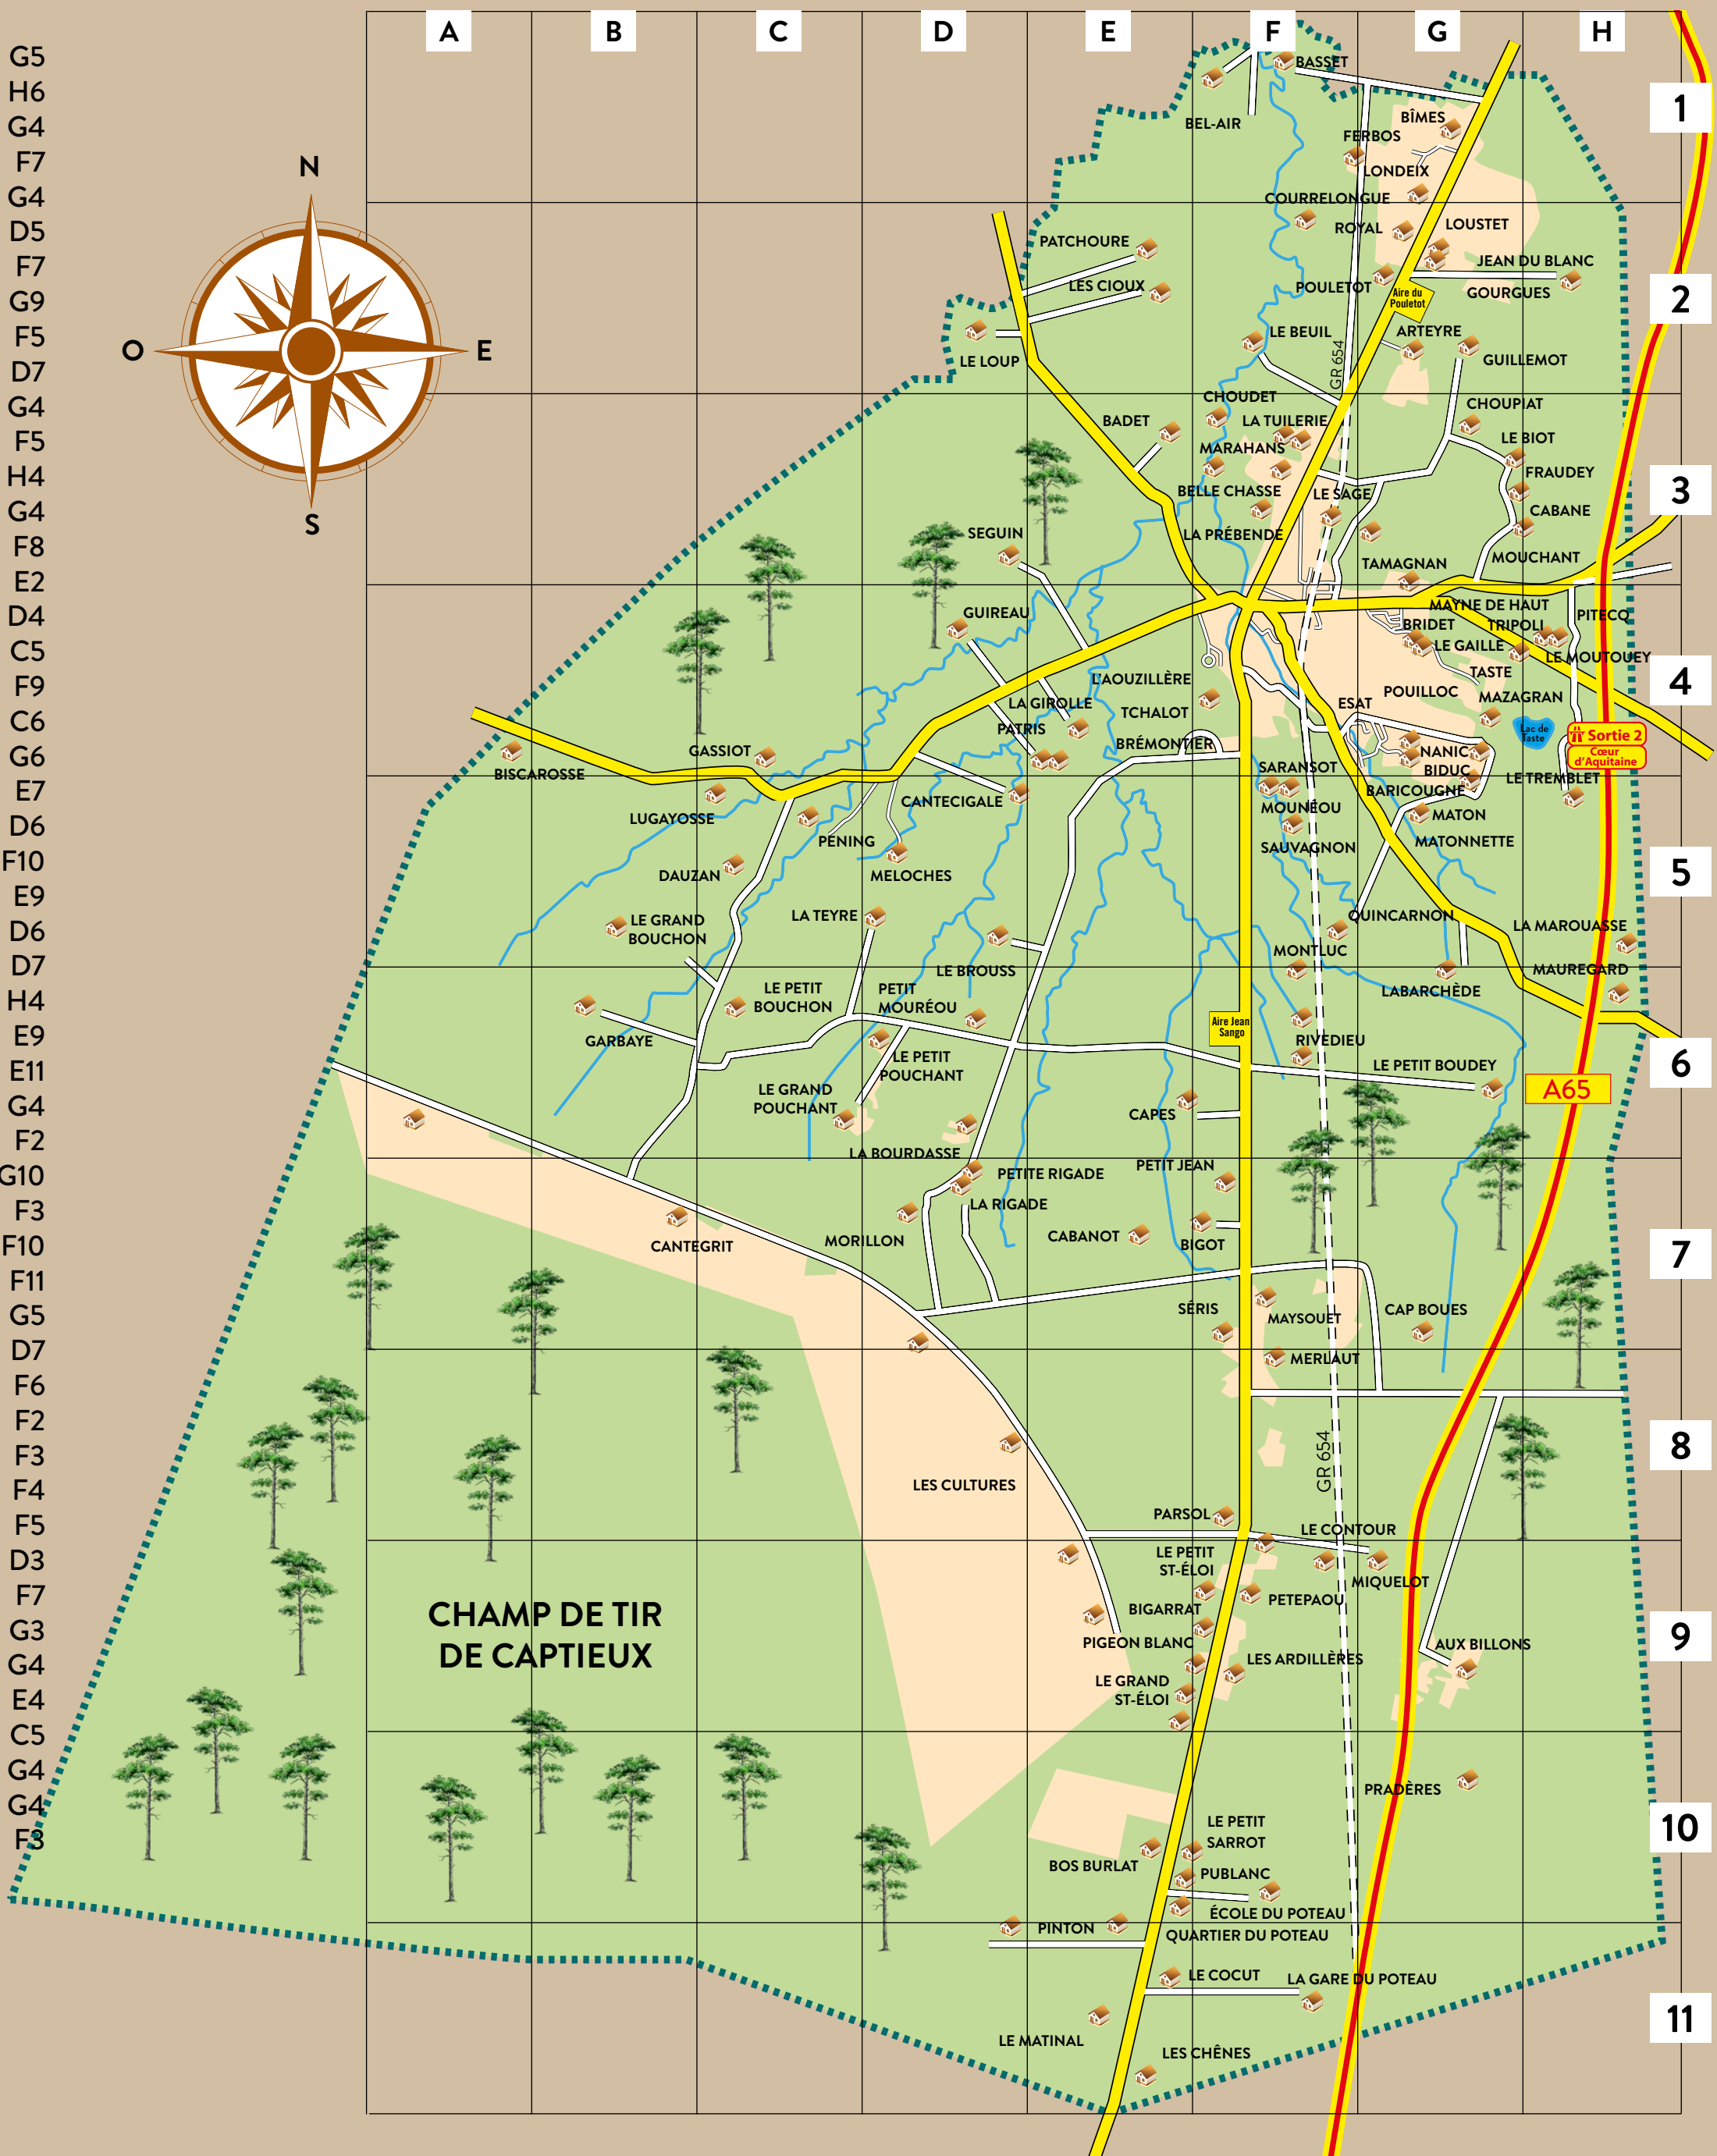 A
B
C
D
E
F
G
H
G5
H6
G4
F7
G4
D5
F7
G9
F5
D7
G4
F5
H4
G4
F8
E2
D4
C5
F9
C6
G6
E7
D6
F10
E9
D6
D7
H4
E9
E11
G4
F2
G10
F3
F10
F11
G5
D7
F6
F2
F3
F4
F5
D3
F7
G3
G4
E4
C5
G4
G4
F3
N
O
E
S
1
2
3
4
5
6
7
8
9
10
11
BASSET
BEL-AIR
BÎMES
FERBOS
LONDEIX
COURRELONGUE
ROYAL
LOUSTET
PATCHOURE
JEAN DU BLANC
LES CIOUX
POULETOT
Aire du
Pouletot
GOURGUES
LE BEUIL
ARTEYRE
LE LOUP
GR 654
GUILLEMOT
CHOUDET
CHOUPIAT
BADET
LA TUILERIE
MARAHANS
LE BIOT
FRAUDEY
BELLE CHASSE
LE SAGE
CABANE
SEGUIN
LA PRÉBENDE
MOUCHANT
TAMAGNAN
GUIREAU
MAYNE DE HAUT
PITECQ
BRIDET
TRIPOLI
LE GAILLE
LE MOUTOUEY
L'AOUZILLÈRE
TASTE
POUILLOC
MAZAGRAN
LA GIROLLE
TCHALOT
ESAT
PATRIS
Lac de
Taste
Sortie 2
Cœur
d'Aquitaine
BRÉMONTIER
GASSIOT
NANIC
BISCAROSSE
SARANSOT
BIDUC
LE TREMBLET
CANTECIGALE
BARICOUGNE
LUGAYOSSE
MOUNÉOU
MATON
PENING
SAUVAGNON
MATONNETTE
DAUZAN
MELOCHES
LE GRAND
BOUCHON
LA TEYRE
QUINCARNON
LA MAROUASSE
MONTLUC
LE BROUSS
MAUREGARD
LE PETIT
BOUCHON
PETIT
MOURÉOU
LABARCHÈDE
Aire Jean
Sango
GARBAYE
RIVEDIEU
LE PETIT
POUCHANT
LE PETIT BOUDEY
LE GRAND
POUCHANT
A65
CAPES
LA BOURDASSE
PETIT JEAN
PETITE RIGADE
LA RIGADE
MORILLON
CABANOT
BIGOT
CANTEGRIT
SÉRIS
MAYSOUET
CAP BOUES
MERLAUT
GR 654
LES CULTURES
PARSOL
LE CONTOUR
LE PETIT
ST-ÉLOI
MIQUELOT
PETEPAOU
BIGARRAT
CHAMP DE TIR
DE CAPTIEUX
PIGEON BLANC
AUX BILLONS
LES ARDILLÈRES
LE GRAND
ST-ÉLOI
PRADÈRES
LE PETIT
SARROT
BOS BURLAT
PUBLANC
ÉCOLE DU POTEAU
PINTON
QUARTIER DU POTEAU
LE COCUT
LA GARE DU POTEAU
LE MATINAL
LES CHÊNES